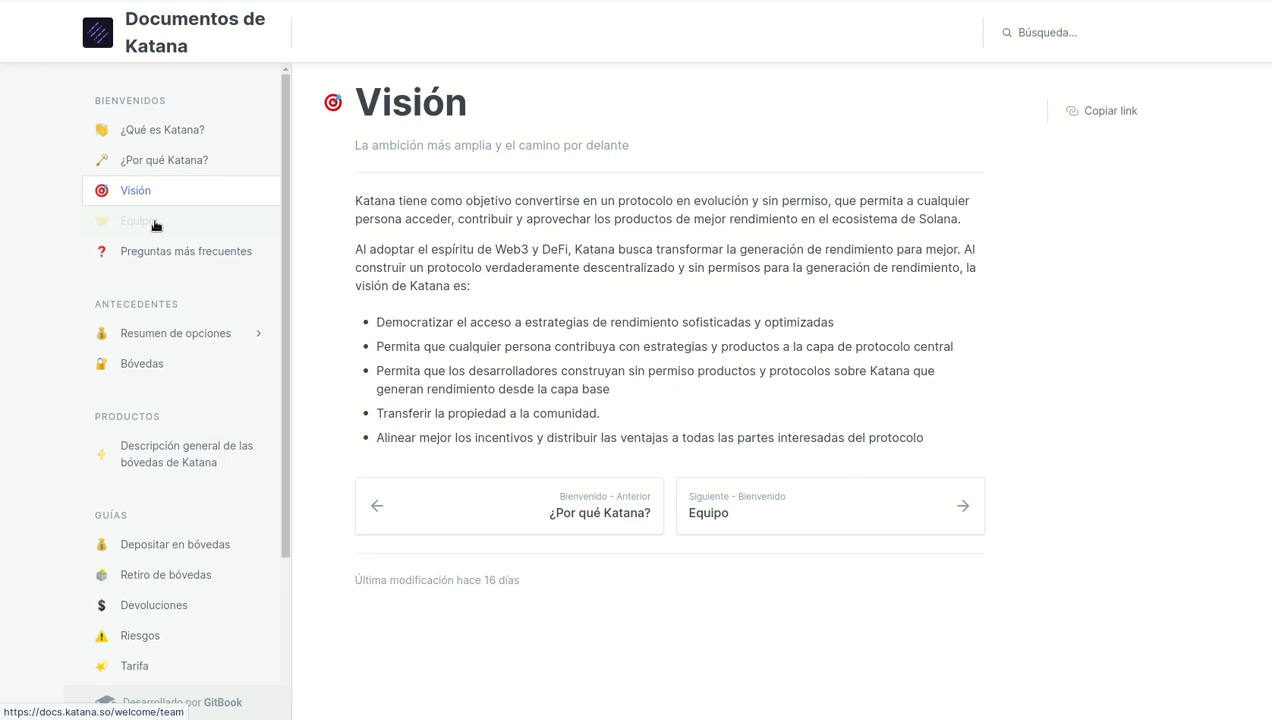 Documentos de
Katana
Búsqueda...
BIENVENIDOS
¿Qué es Katana?
¿Por qué Katana?
Visión
Equipo
Preguntas más frecuentes
ANTECEDENTES
Resumen de opciones
Bóvedas
PRODUCTOS
Descripción general de las
bóvedas de Katana
GUÍAS
Depositar en bóvedas
Retiro de bóvedas
Devoluciones
Riesgos
Tarifa
Desarrollado por GitBook
https://docs.katana.so/welcome/team
Visión
Copiar link
La ambición más amplia y el camino por delante
Katana tiene como objetivo convertirse en un protocolo en evolución y sin permiso, que permita a cualquier
persona acceder, contribuir y aprovechar los productos de mejor rendimiento en el ecosistema de Solana.
Al adoptar el espíritu de Web3 y DeFi, Katana busca transformar la generación de rendimiento para mejor. Al
construir un protocolo verdaderamente descentralizado y sin permisos para la generación de rendimiento, la
visión de Katana es:
Democratizar el acceso a estrategias de rendimiento sofisticadas y optimizadas
Permita que cualquier persona contribuya con estrategias y productos a la capa de protocolo central
Permita que los desarrolladores construyan sin permiso productos y protocolos sobre Katana que
generan rendimiento desde la capa base
Transferir la propiedad a la comunidad.
Alinear mejor los incentivos y distribuir las ventajas a todas las partes interesadas del protocolo
Bienvenido - Anterior
¿Por qué Katana?
Siguiente - Bienvenido
Equipo
Última modificación hace 16 días